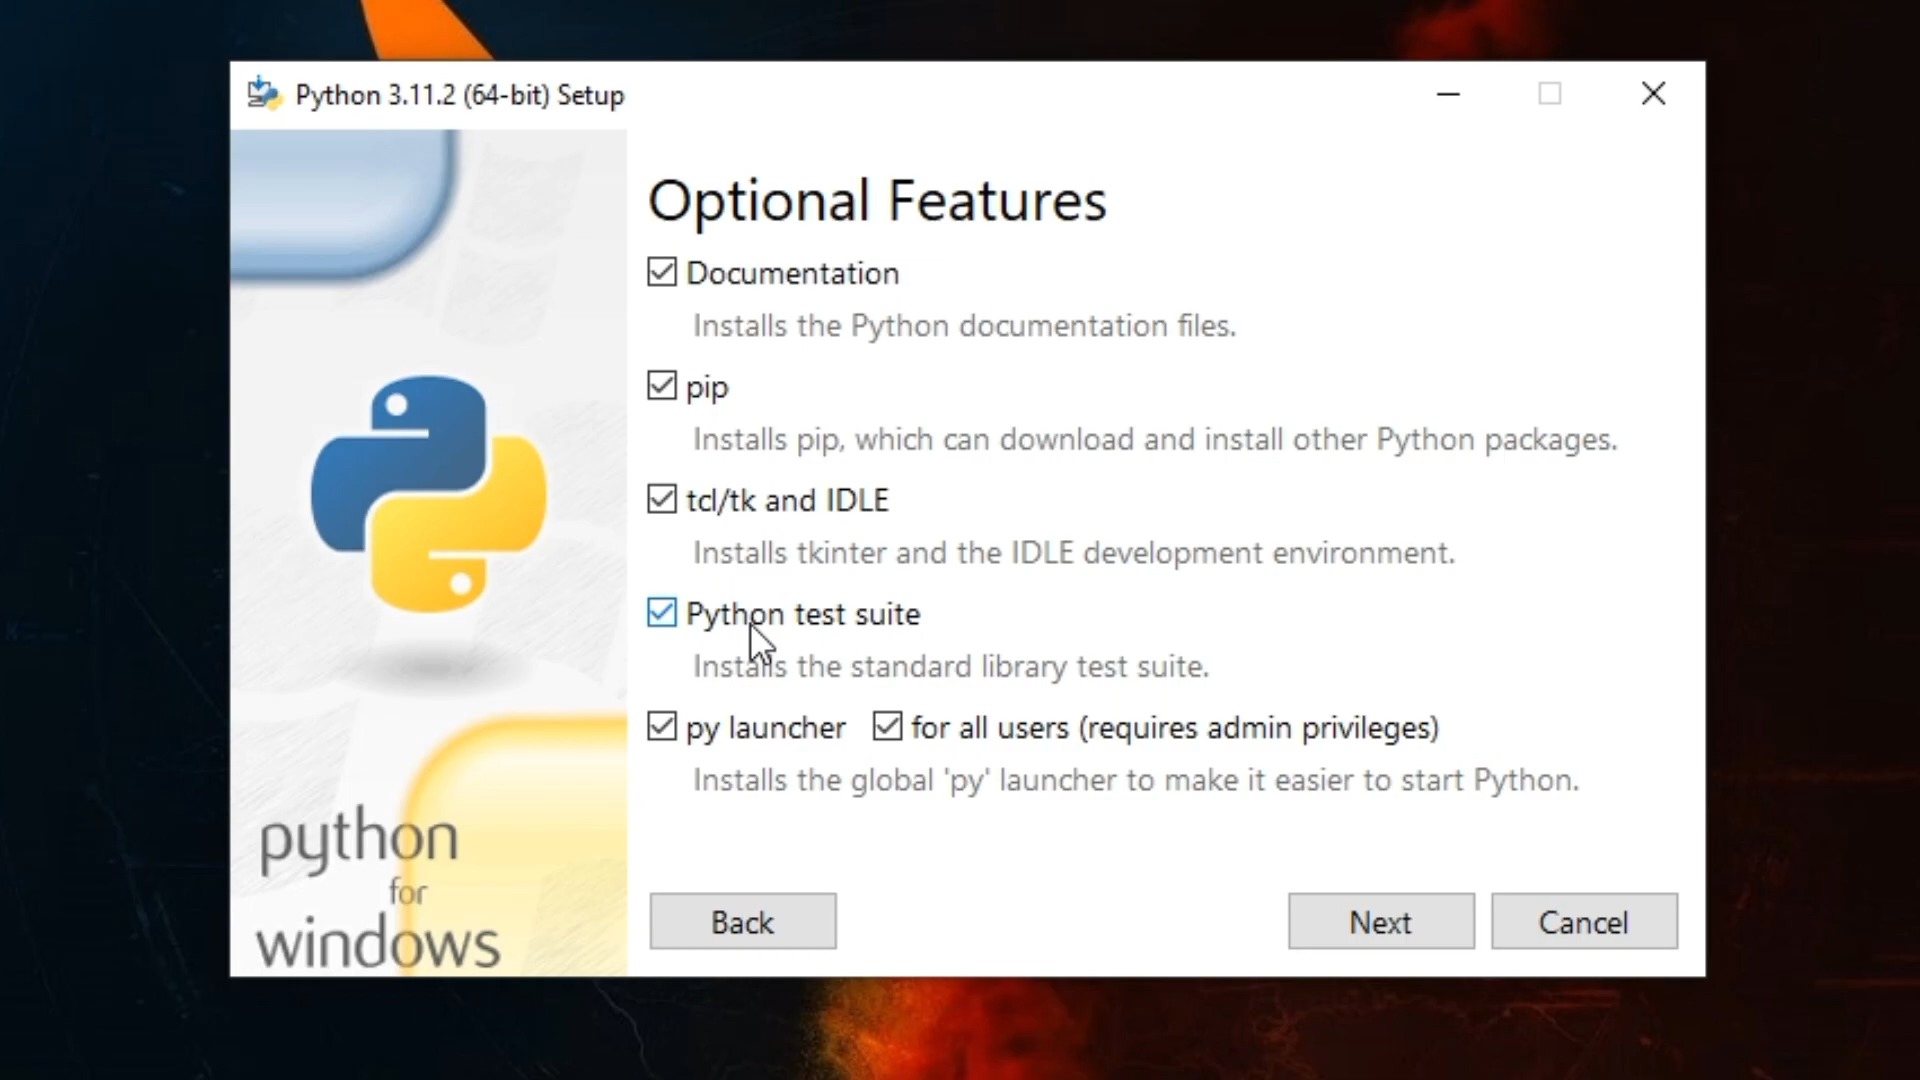 Python 3.11.2 (64-bit) Setup
Optional Features
Documentation
Installs the Python documentation files.
pip
Installs pip, which can download and install other Python packages.
tcl/tk and IDLE
Installs tkinter and the IDLE development environment.
Python test suite
Installs the standard library test suite.
py launcher for all users (requires admin privileges)
Installs the global 'py' launcher to make it easier to start Python.
python
for
windows
Back Next Cancel